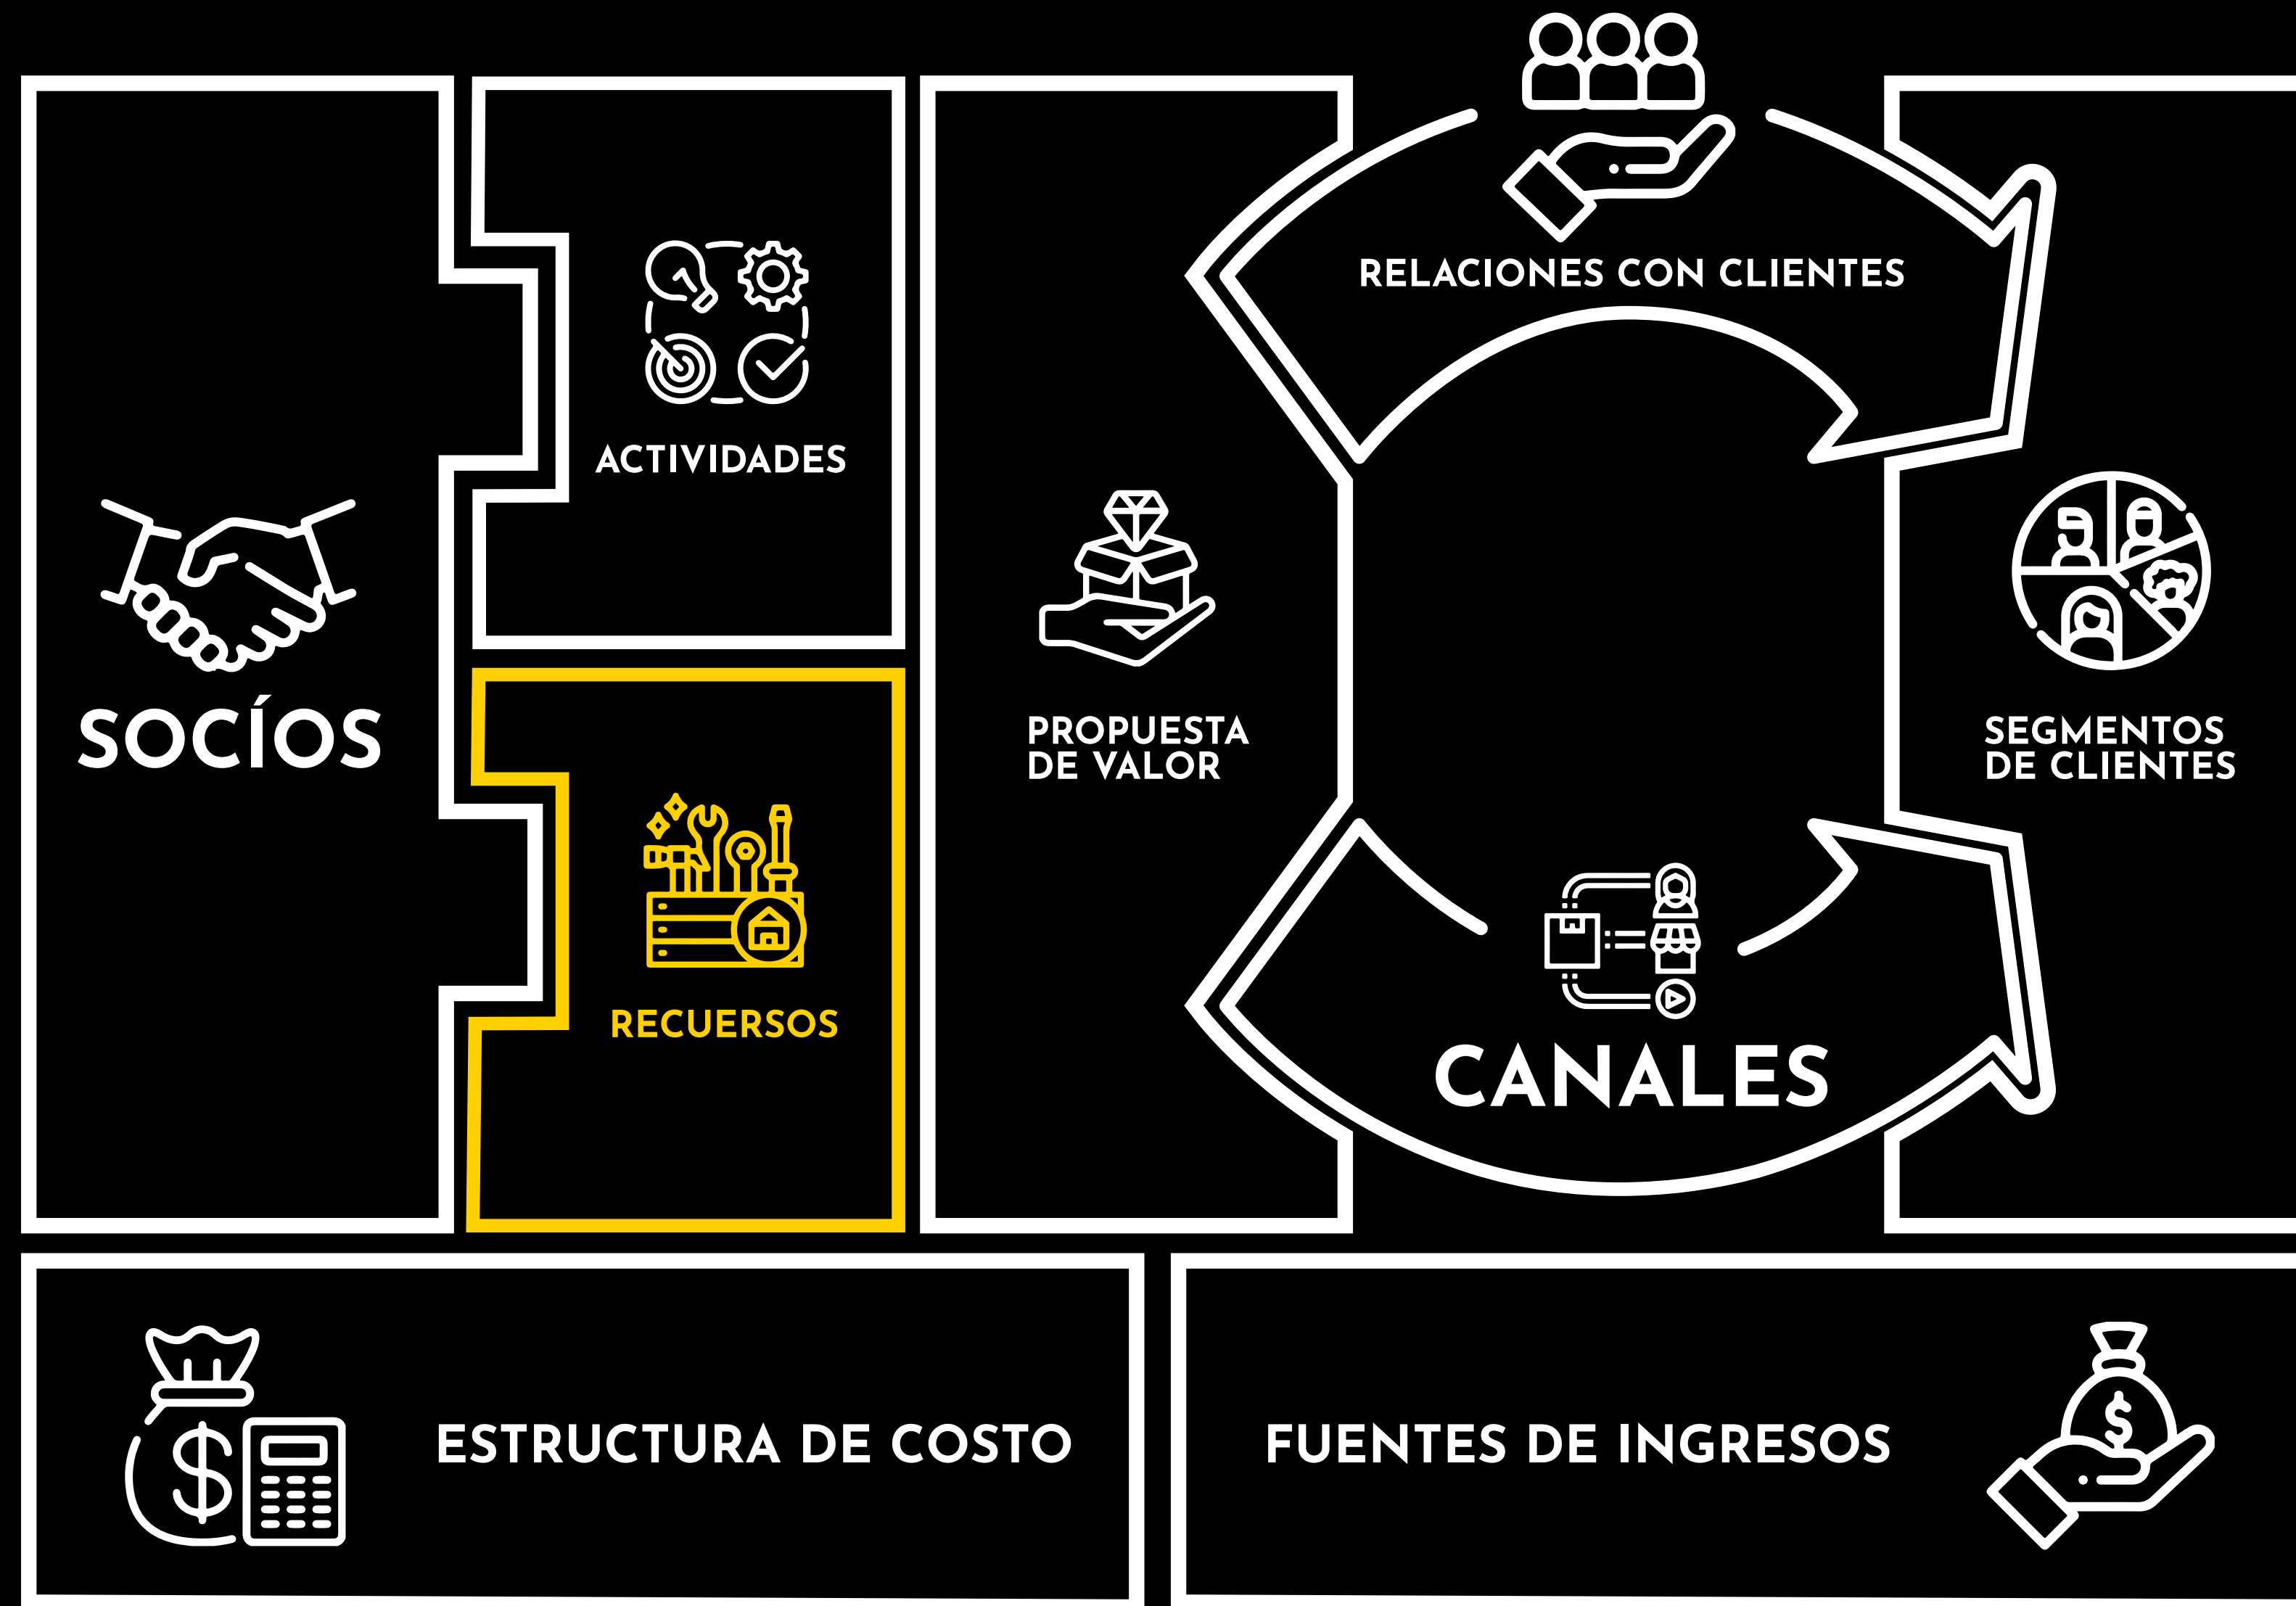 RELACIONES CON CLIENTES
ACTIVIDADES
SOCÍOS
PROPUESTA
DE VALOR
SEGMENTOS
DE CLIENTES
RECUERSOS
CANALES
ESTRUCTURA DE COSTO
FUENTES DE INGRESOS